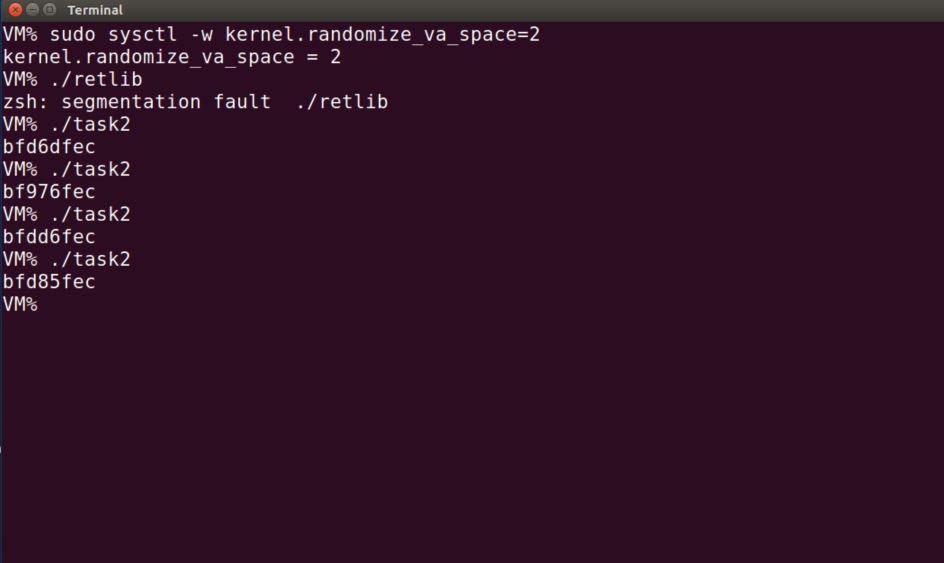 Terminal
VM% sudo sysctl -w kernel.randomize_va_space=2
kernel.randomize_va_space = 2
VM% ./retlib
zsh: segmentation fault  ./retlib
VM% ./task2
bfd6dfec
VM% ./task2
bf976fec
VM% ./task2
bfdd6fec
VM% ./task2
bfd85fec
VM%